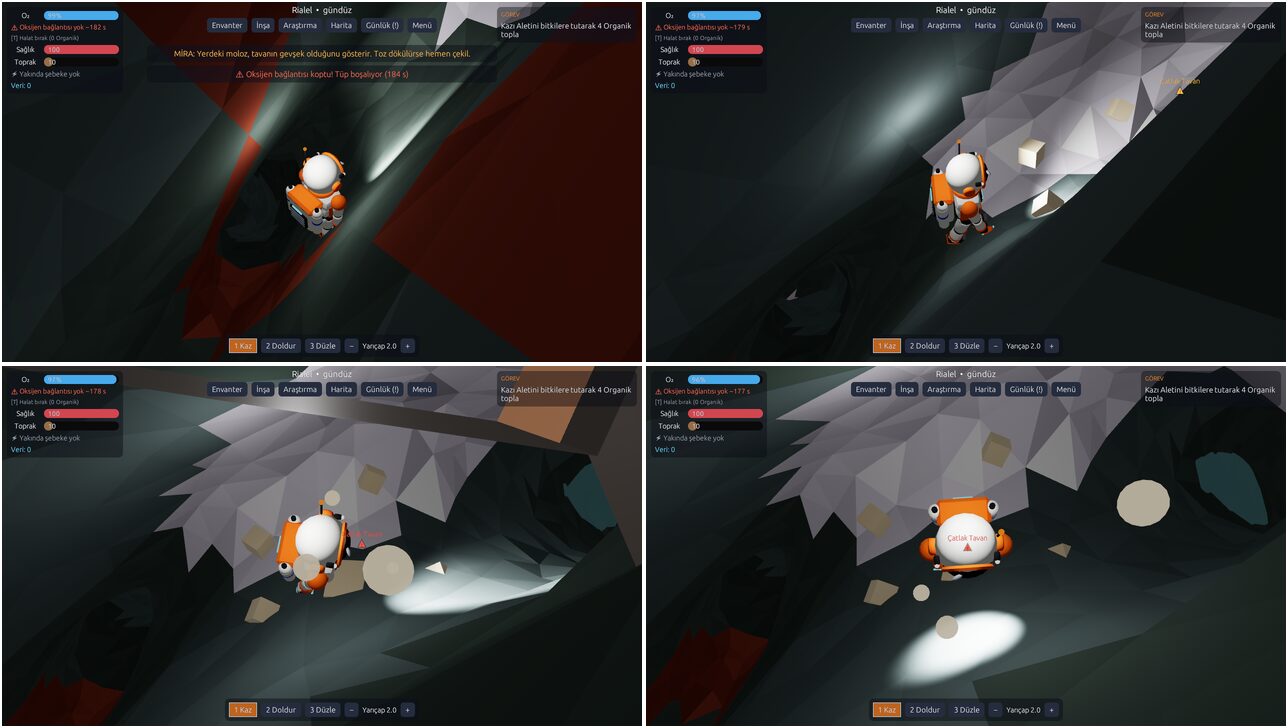 Rialel • gündüz
O₂ 99%
⚠ Oksijen bağlantısı yok ~182 s
[T] Halat bırak (0 Organik)
Sağlık 100
Toprak 10
⚡ Yakında şebeke yok
Veri: 0
Envanter İnşa Araştırma Harita Günlük (!) Menü
GÖREV
Kazı Aletini bitkilere tutarak 4 Organik
topla
MİRA: Yerdeki moloz, tavanın gevşek olduğunu gösterir. Toz dökülürse hemen çekil.
⚠ Oksijen bağlantısı koptu! Tüp boşalıyor (184 s)
1 Kaz 2 Doldur 3 Düzle − Yarıçap 2.0 +
Rialel • gündüz
O₂ 97%
⚠ Oksijen bağlantısı yok ~179 s
[T] Halat bırak (0 Organik)
Sağlık 100
Toprak 10
⚡ Yakında şebeke yok
Veri: 0
Envanter İnşa Araştırma Harita Günlük (!) Menü
GÖREV
Kazı Aletini bitkilere tutarak 4 Organik
topla
Çatlak Tavan
1 Kaz 2 Doldur 3 Düzle − Yarıçap 2.0 +
Rialel • gündüz
O₂ 97%
⚠ Oksijen bağlantısı yok ~178 s
[T] Halat bırak (0 Organik)
Sağlık 100
Toprak 10
⚡ Yakında şebeke yok
Veri: 0
Envanter İnşa Araştırma Harita Günlük (!) Menü
GÖREV
Kazı Aletini bitkilere tutarak 4 Organik
topla
Tavan
1 Kaz 2 Doldur 3 Düzle − Yarıçap 2.0 +
Rialel • gündüz
O₂ 96%
⚠ Oksijen bağlantısı yok ~177 s
[T] Halat bırak (0 Organik)
Sağlık 100
Toprak 10
⚡ Yakında şebeke yok
Veri: 0
Envanter İnşa Araştırma Harita Günlük (!) Menü
GÖREV
Kazı Aletini bitkilere tutarak 4 Organik
topla
Çatlak Tavan
1 Kaz 2 Doldur 3 Düzle − Yarıçap 2.0 +